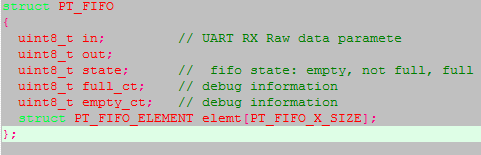 struct PT_FIFO
{
uint8_t in; // UART RX Raw data paramete
uint8_t out;
uint8_t state; // fifo state: empty, not full, full
uint8_t full_ct; // debug information
uint8_t empty_ct; // debug information
struct PT_FIFO_ELEMENT elemt[PT_FIFO_X_SIZE];
};